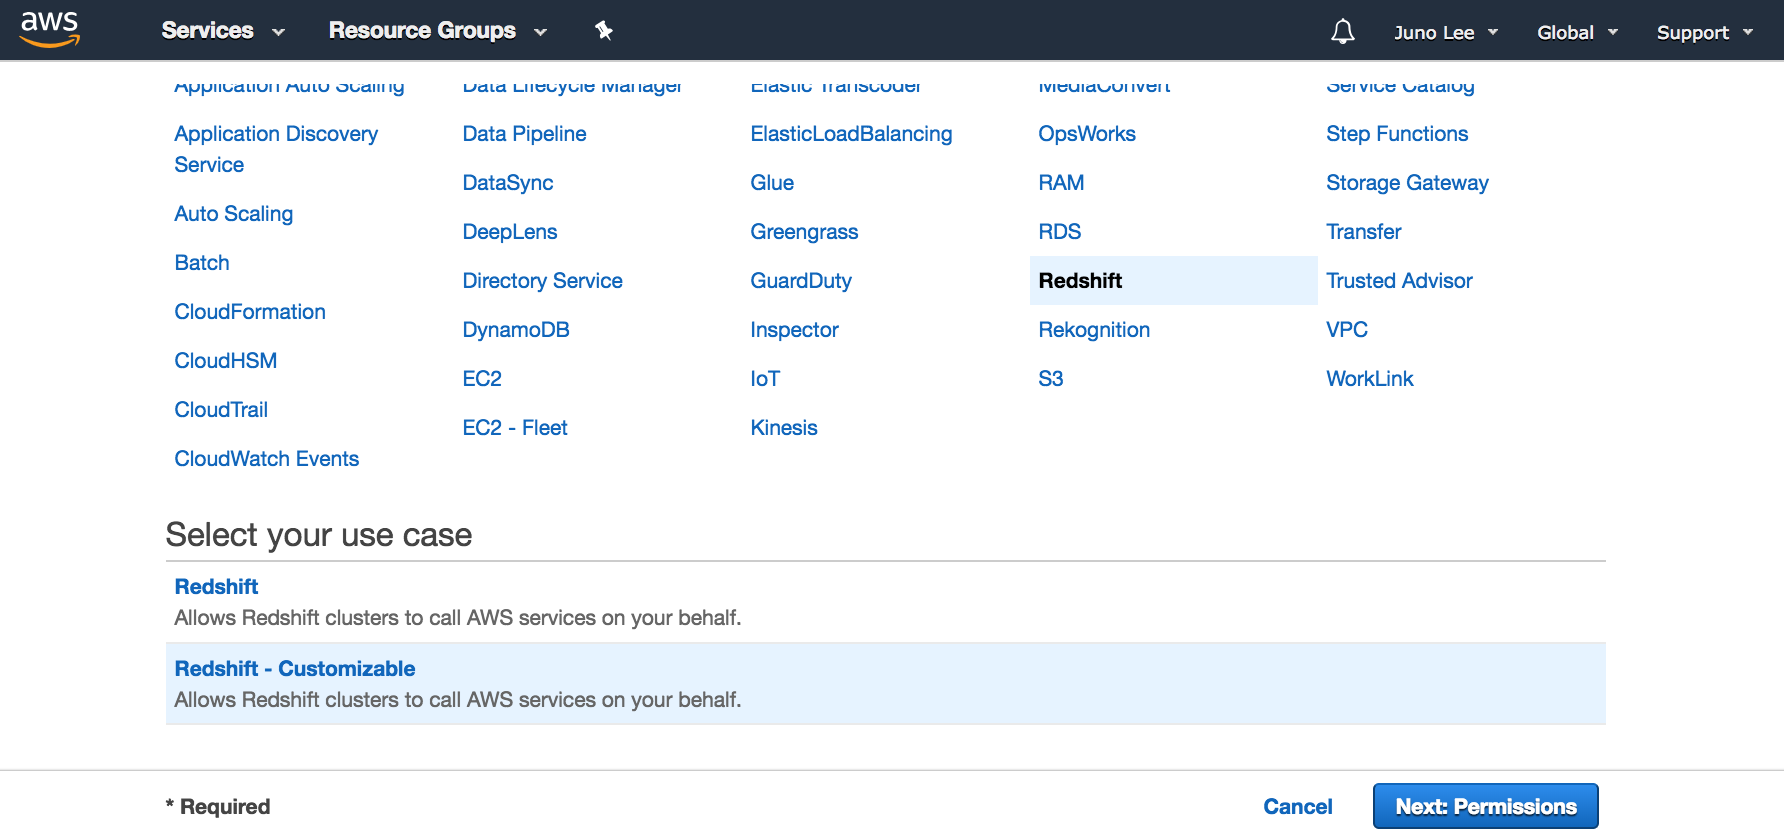 aws
Services
Resource Groups
Juno Lee
Global
Support
Application Auto Scaling
Data Lifecycle Manager
Elastic Transcoder
MediaConvert
Service Catalog
Application Discovery
Service
Data Pipeline
ElasticLoadBalancing
OpsWorks
Step Functions
DataSync
Glue
RAM
Storage Gateway
Auto Scaling
DeepLens
Greengrass
RDS
Transfer
Batch
Directory Service
GuardDuty
Redshift
Trusted Advisor
CloudFormation
DynamoDB
Inspector
Rekognition
VPC
CloudHSM
EC2
IoT
S3
WorkLink
CloudTrail
EC2 - Fleet
Kinesis
CloudWatch Events
Select your use case
Redshift
Allows Redshift clusters to call AWS services on your behalf.
Redshift - Customizable
Allows Redshift clusters to call AWS services on your behalf.
* Required
Cancel
Next: Permissions